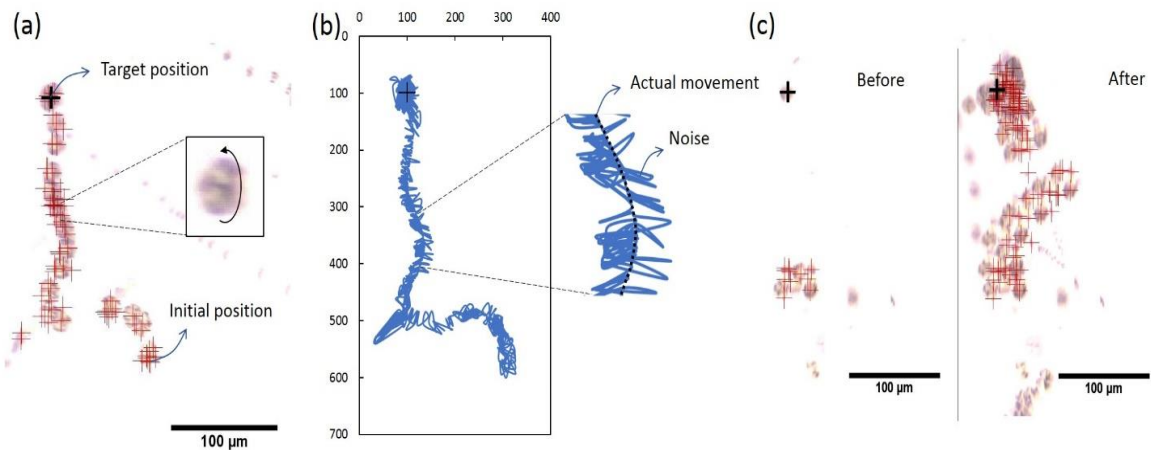 (a)
Target position
Initial position
100 µm
(b)
0 100 200 300 400
0
100
200
300
400
500
600
700
Actual movement
Noise
(c)
Before
After
100 µm
100 µm